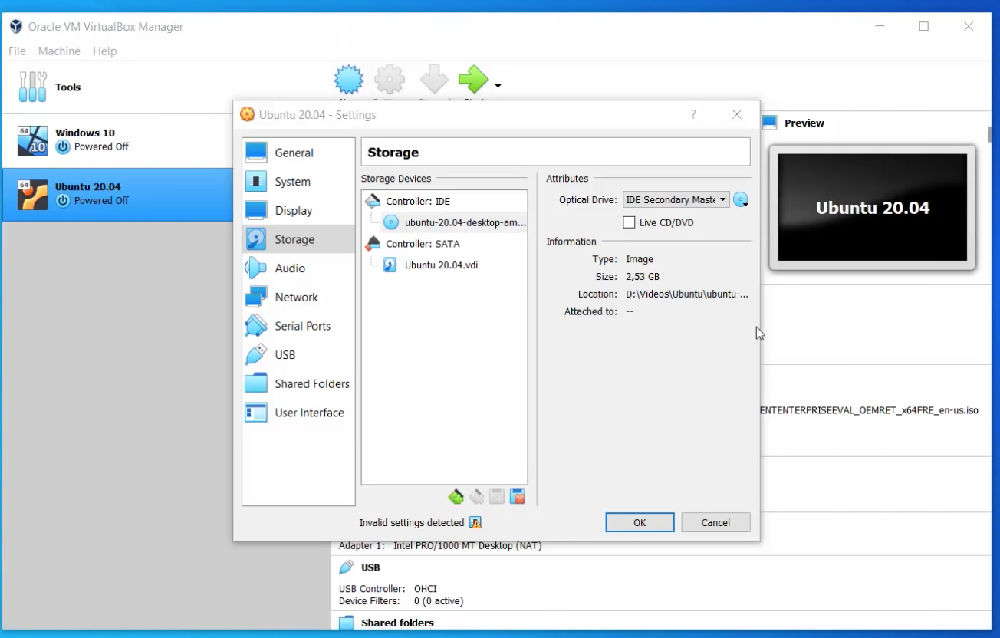 Oracle VM VirtualBox Manager
File Machine Help
Tools
64
10
Windows 10
Powered Off
64
Ubuntu 20.04
Powered Off
Ubuntu 20.04 - Settings
?
General
System
Display
Storage
Audio
Network
Serial Ports
USB
Shared Folders
User Interface
Storage
Storage Devices
Controller: IDE
ubuntu-20.04-desktop-am...
Controller: SATA
Ubuntu 20.04.vdi
Attributes
Optical Drive: IDE Secondary Maste
Live CD/DVD
Information
Type: Image
Size: 2,53 GB
Location: D:\Videos\Ubuntu\ubuntu-...
Attached to: --
Invalid settings detected
OK Cancel
Preview
Ubuntu 20.04
ENTENTERPRISEEVAL_OEMRET_x64FRE_en-us.iso
Adapter 1: Intel PRO/1000 MT Desktop (NAT)
USB
USB Controller: OHCI
Device Filters: 0 (0 active)
Shared folders